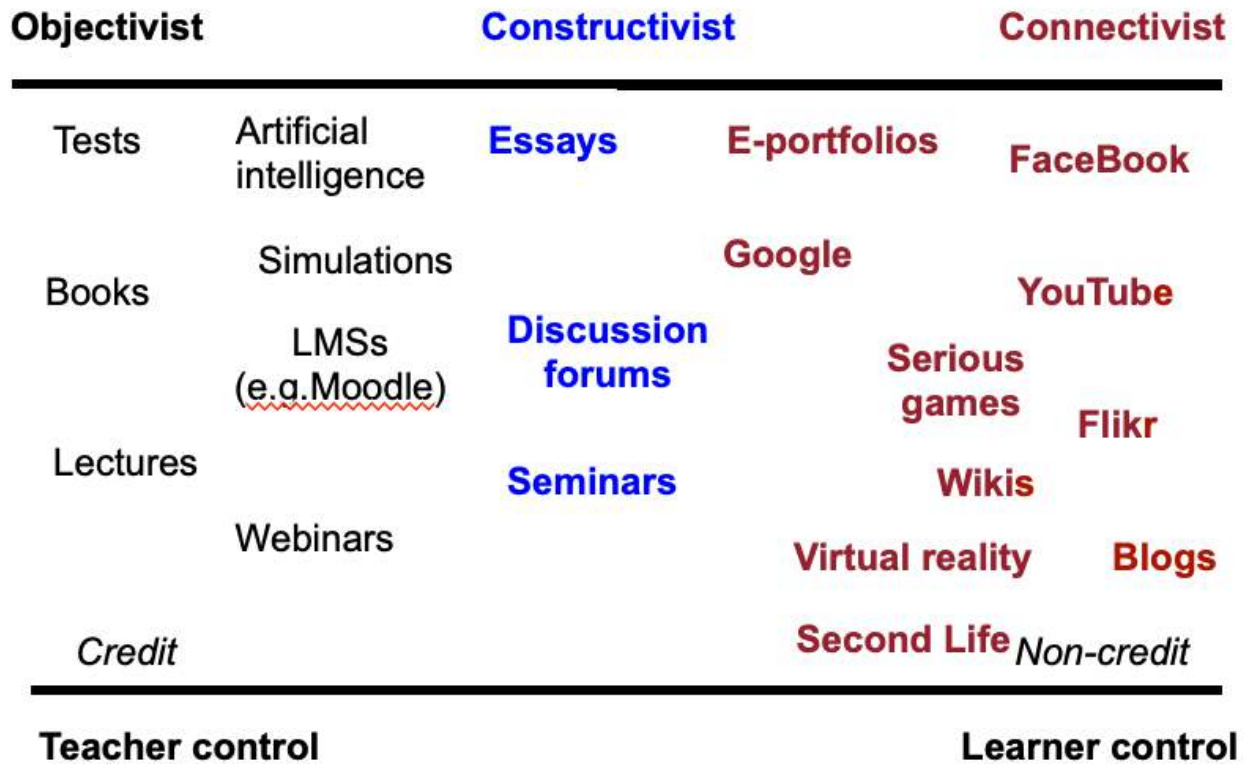 Objectivist Constructivist Connectivist
Tests Artificial intelligence Essays E-portfolios FaceBook
Simulations Google
Books YouTube
LMSs (e.g.Moodle) Discussion forums Serious games
Flikr
Lectures Seminars Wikis
Webinars Virtual reality Blogs
Credit Second Life Non-credit
Teacher control Learner control